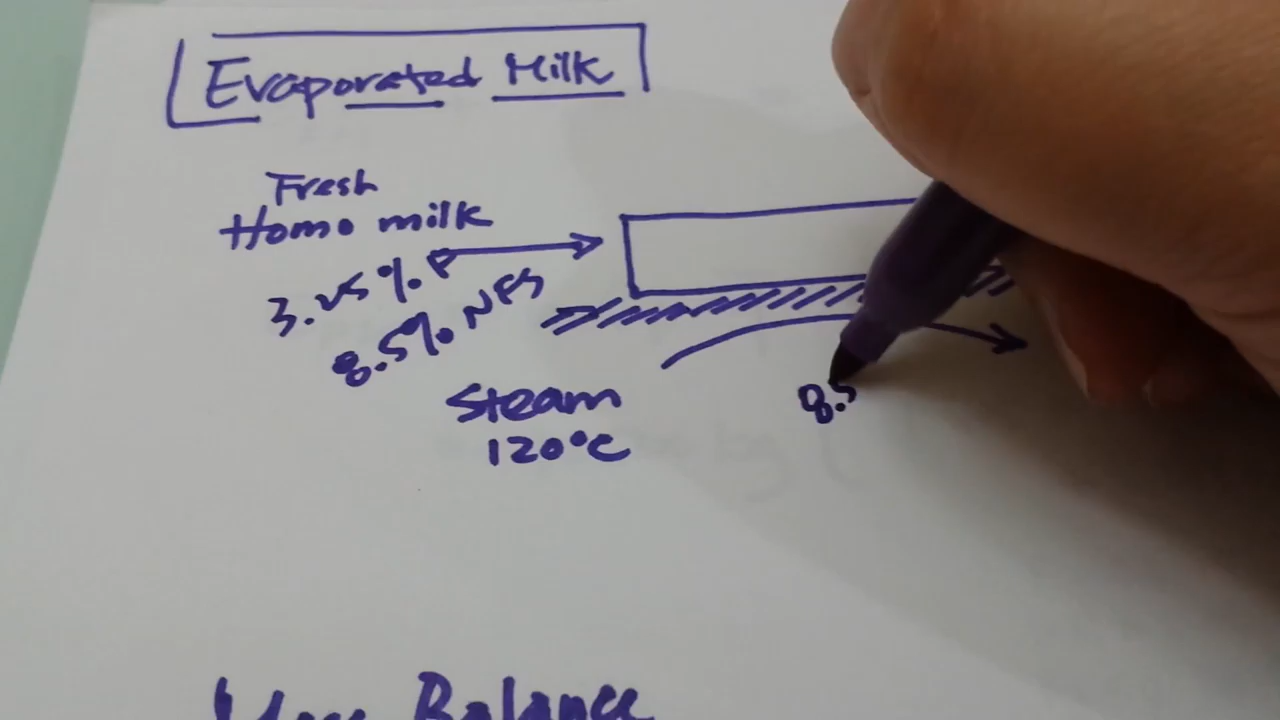 Evaporated Milk
Fresh
Homo milk
3.25% F
8.5% NFS
Steam
120°C
8.5
Mass Balance